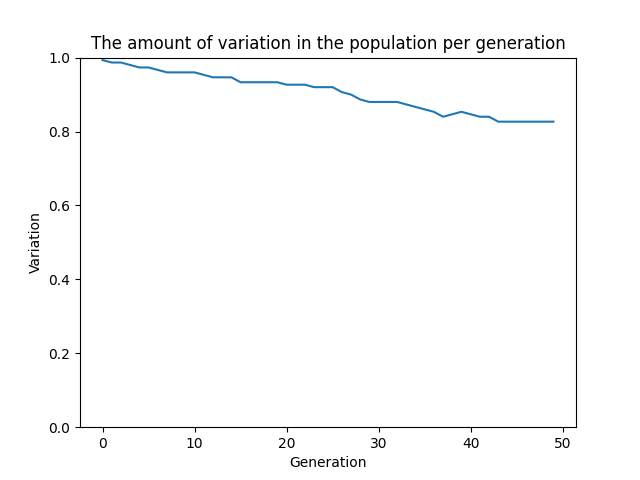 The amount of variation in the population per generation
1.0
0.8
0.6
0.4
0.2
0.0
Variation
0 10 20 30 40 50
Generation